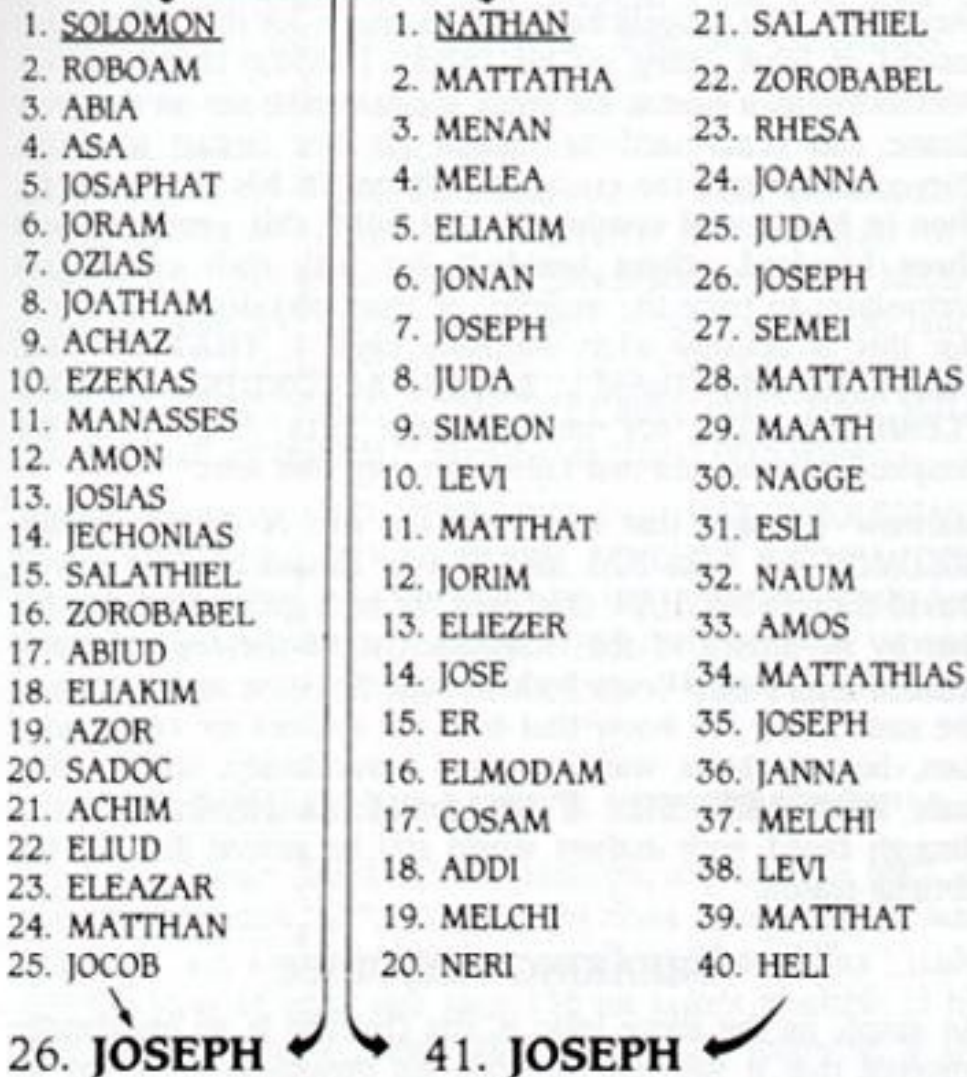 1. SOLOMON
2. ROBOAM
3. ABIA
4. ASA
5. JOSAPHAT
6. JORAM
7. OZIAS
8. JOATHAM
9. ACHAZ
10. EZEKIAS
11. MANASSES
12. AMON
13. JOSIAS
14. JECHONIAS
15. SALATHIEL
16. ZOROBABEL
17. ABIUD
18. ELIAKIM
19. AZOR
20. SADOC
21. ACHIM
22. ELIUD
23. ELEAZAR
24. MATTHAN
25. JOCOB
26. JOSEPH
1. NATHAN
2. MATTATHA
3. MENAN
4. MELEA
5. ELIAKIM
6. JONAN
7. JOSEPH
8. JUDA
9. SIMEON
10. LEVI
11. MATTHAT
12. JORIM
13. ELIEZER
14. JOSE
15. ER
16. ELMODAM
17. COSAM
18. ADDI
19. MELCHI
20. NERI
21. SALATHIEL
22. ZOROBABEL
23. RHESA
24. JOANNA
25. JUDA
26. JOSEPH
27. SEMEI
28. MATTATHIAS
29. MAATH
30. NAGGE
31. ESLI
32. NAUM
33. AMOS
34. MATTATHIAS
35. JOSEPH
36. JANNA
37. MELCHI
38. LEVI
39. MATTHAT
40. HELI
41. JOSEPH